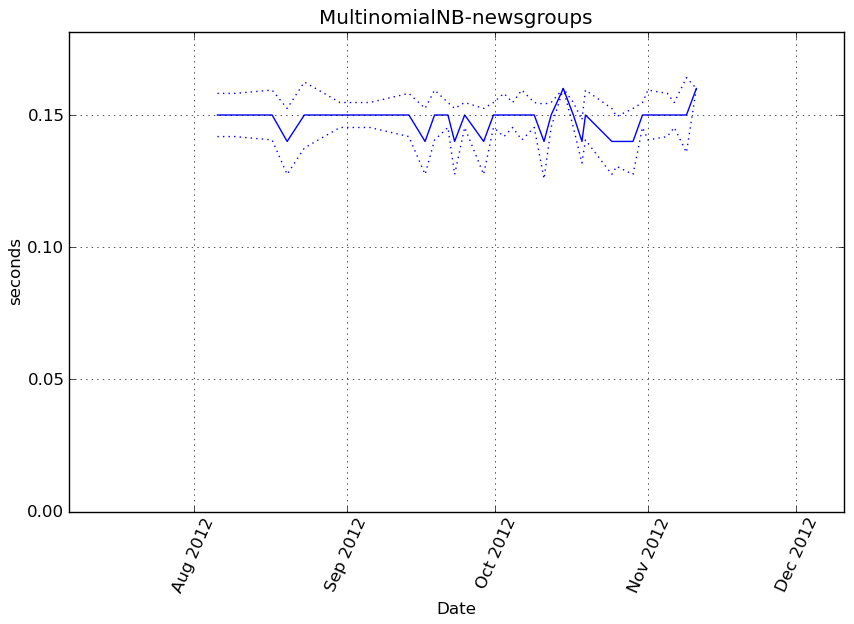 MultinomialNB-newsgroups
seconds
0.15
0.10
0.05
0.00
Aug 2012
Sep 2012
Oct 2012
Nov 2012
Dec 2012
Date